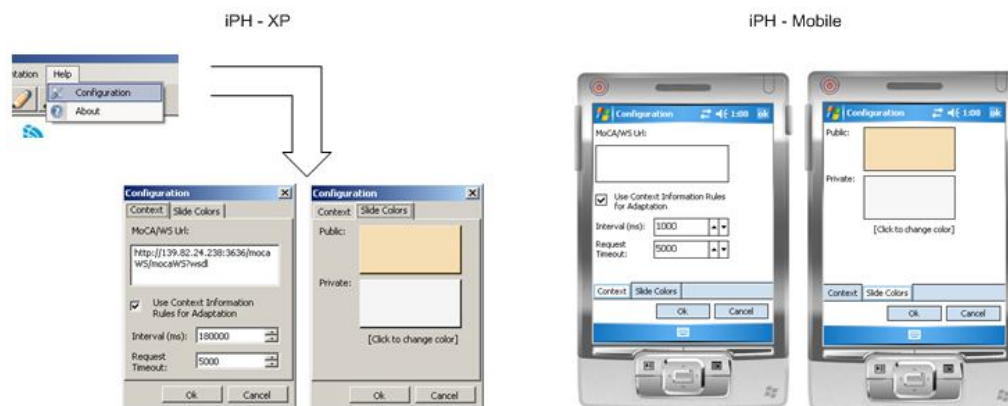 iPH - XP
iPH - Mobile
ntation Help
Configuration
About
Configuration
Context Slide Colors
MoCA/WS Url:
http://139.82.24.238:3636/moca
WS/mocaWS?wsdl
Use Context Information
Rules for Adaptation
Interval (ms): 180000
Request
Timeout: 5000
Ok Cancel
Configuration
Context Slide Colors
Public:
Private:
[Click to change color]
Ok Cancel
Configuration 1:00 ok
MoCA/WS Url:
Use Context Information Rules
for Adaptation
Interval (ms): 1000
Request
Timeout: 5000
Context Slide Colors
Ok Cancel
Configuration 1:00 ok
Public:
Private:
[Click to change color]
Context Slide Colors
Ok Cancel